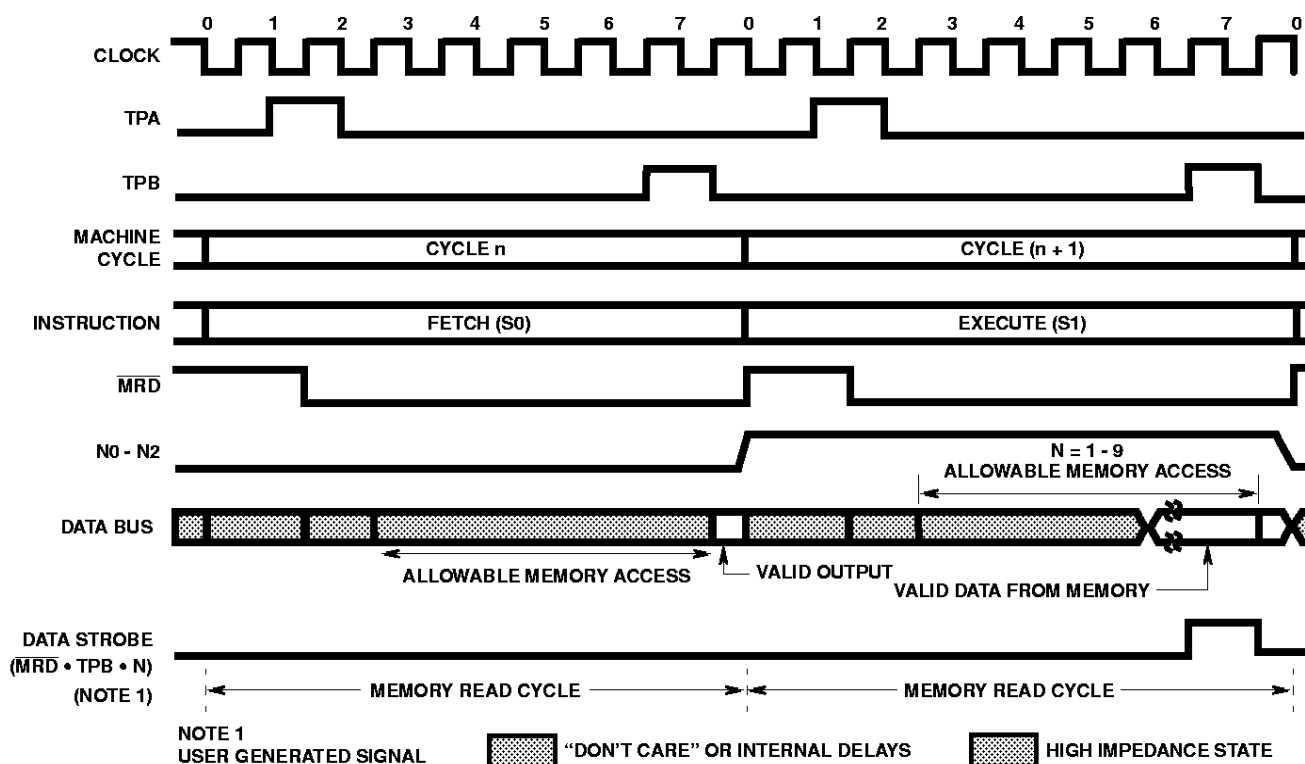 0 1 2 3 4 5 6 7 0 1 2 3 4 5 6 7 0
CLOCK
TPA
TPB
MACHINE
CYCLE
CYCLE n
CYCLE (n + 1)
INSTRUCTION
FETCH (S0)
EXECUTE (S1)
MRD
N0 - N2
N = 1 - 9
ALLOWABLE MEMORY ACCESS
DATA BUS
ALLOWABLE MEMORY ACCESS
VALID OUTPUT
VALID DATA FROM MEMORY
DATA STROBE
(MRD • TPB • N)
(NOTE 1)
MEMORY READ CYCLE
MEMORY READ CYCLE
NOTE 1
USER GENERATED SIGNAL
“DON'T CARE” OR INTERNAL DELAYS
HIGH IMPEDANCE STATE